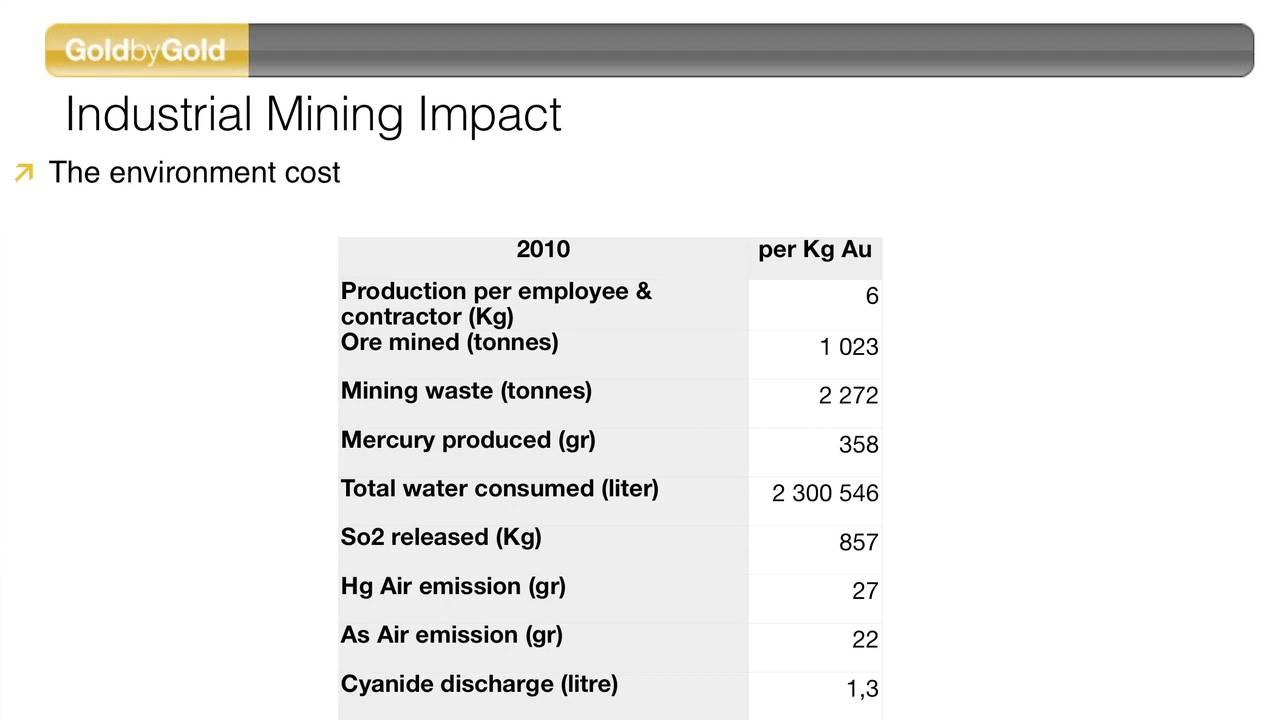 GoldbyGold
Industrial Mining Impact
The environment cost
2010 per Kg Au
Production per employee &
contractor (Kg) 6
Ore mined (tonnes) 1 023
Mining waste (tonnes) 2 272
Mercury produced (gr) 358
Total water consumed (liter) 2 300 546
So2 released (Kg) 857
Hg Air emission (gr) 27
As Air emission (gr) 22
Cyanide discharge (litre) 1,3